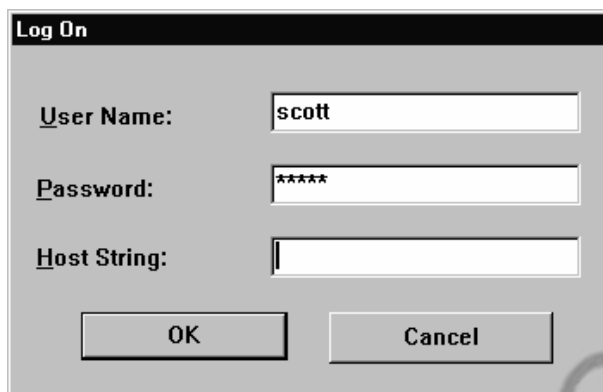 Log On
User Name: scott
Password: *****
Host String:
OK Cancel